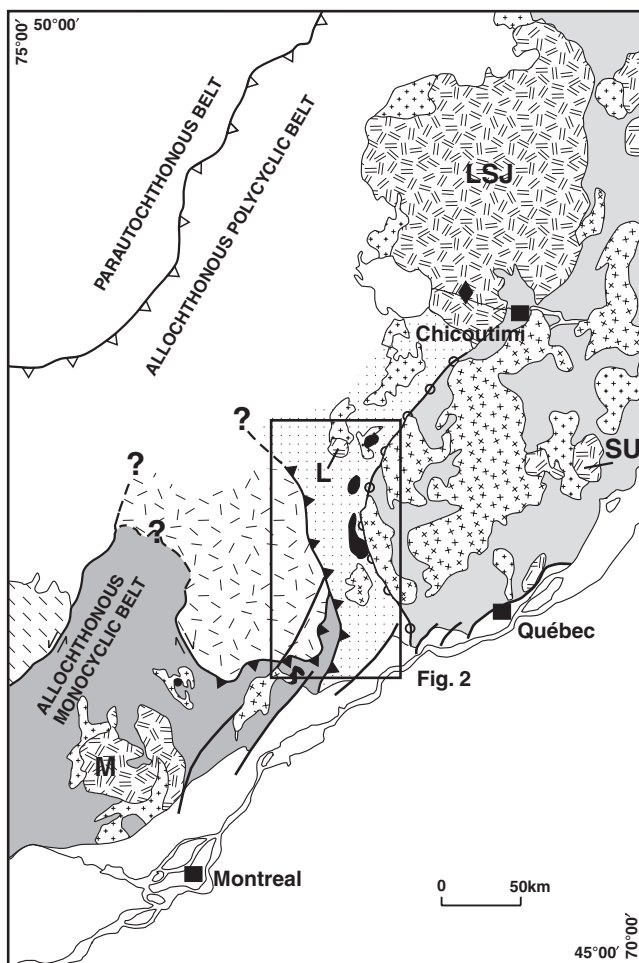 75°00'
50°00'
PARAUTOCHTHONOUS BELT
ALLOCHTHONOUS POLYCYCLIC BELT
LSJ
Chicoutimi
?
L
SU
?
?
ALLOCHTHONOUS
MONOCYCLIC BELT
Québec
Fig. 2
M
Montreal
0 50km
45°00'
70°00'